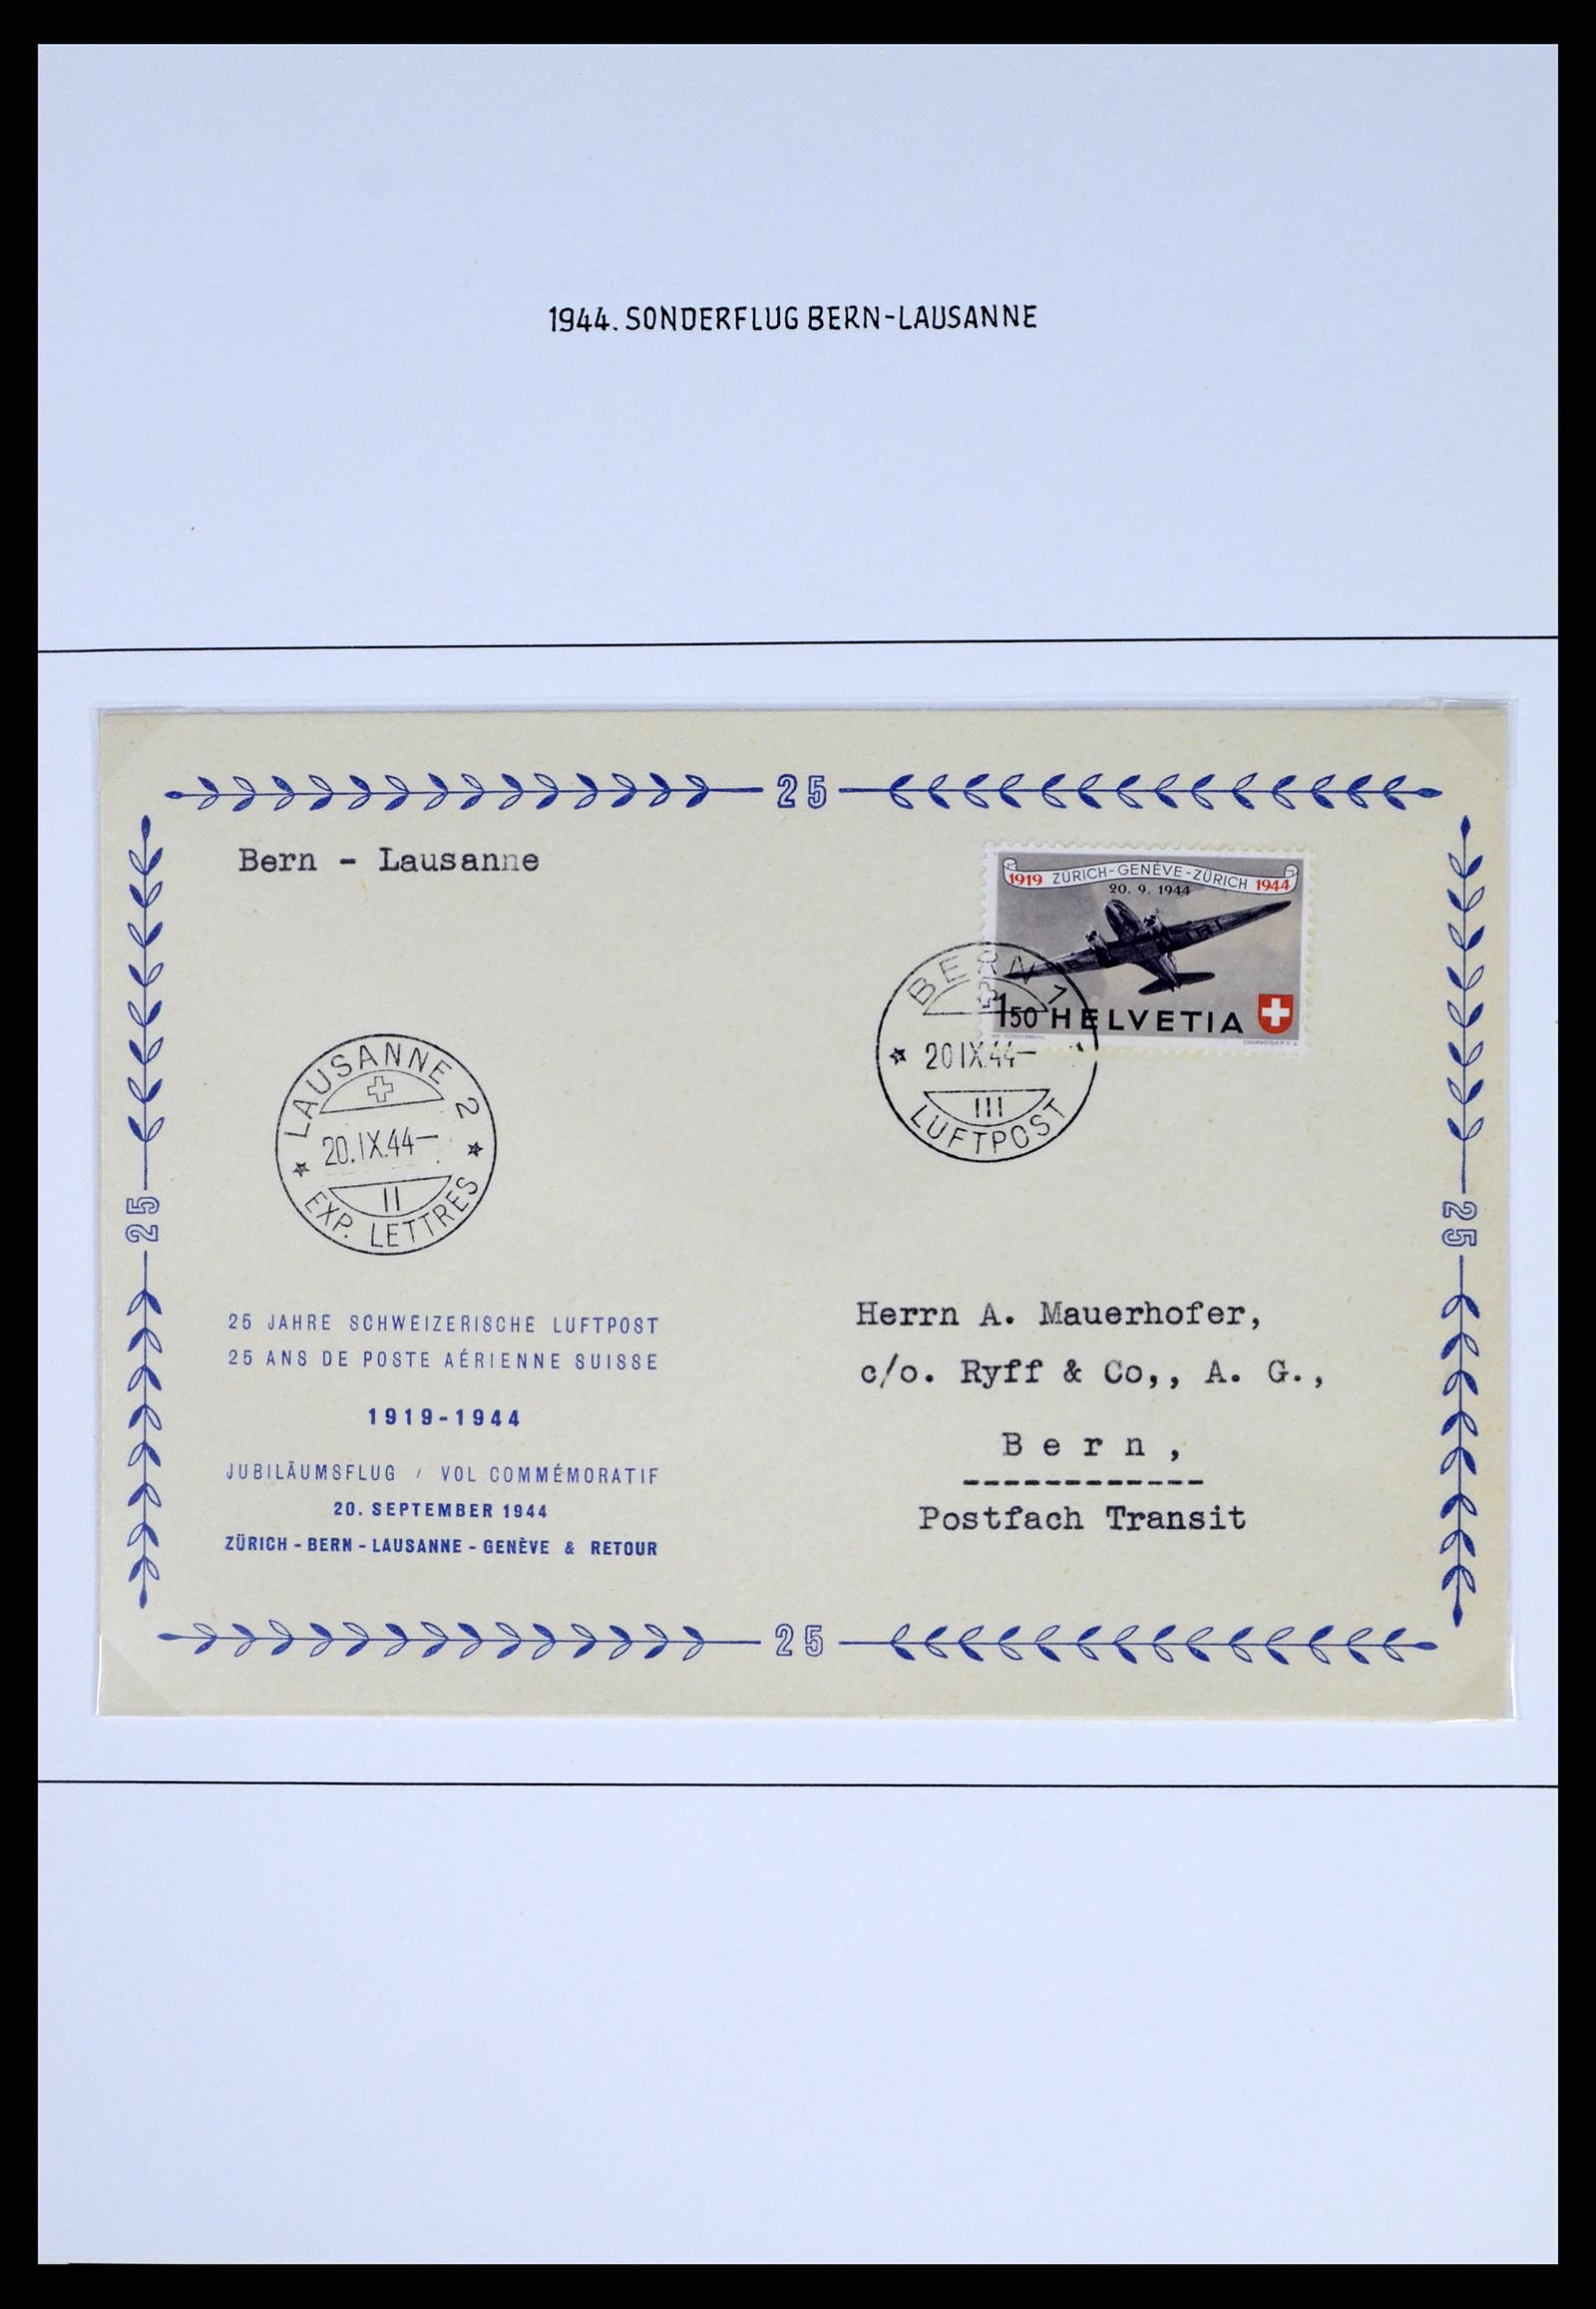 1944. SONDERFLUG BERN-LAUSANNE
25
Bern - Lausanne
1919 ZÜRICH-GENÈVE-ZÜRICH 1944
20. 9. 1944
150 HELVETIA
BERN 1
20 IX.44-
III
LUFTPOST
LAUSANNE 2
20.IX.44-
II
EXP. LETTRES
25
25
25 JAHRE SCHWEIZERISCHE LUFTPOST
25 ANS DE POSTE AÉRIENNE SUISSE
1919-1944
JUBILÄUMSFLUG / VOL COMMÉMORATIF
20. SEPTEMBER 1944
ZÜRICH - BERN - LAUSANNE - GENÈVE & RETOUR
Herrn A. Mauerhofer,
c/o. Ryff & Co,, A. G.,
Bern,
------------
Postfach Transit
25